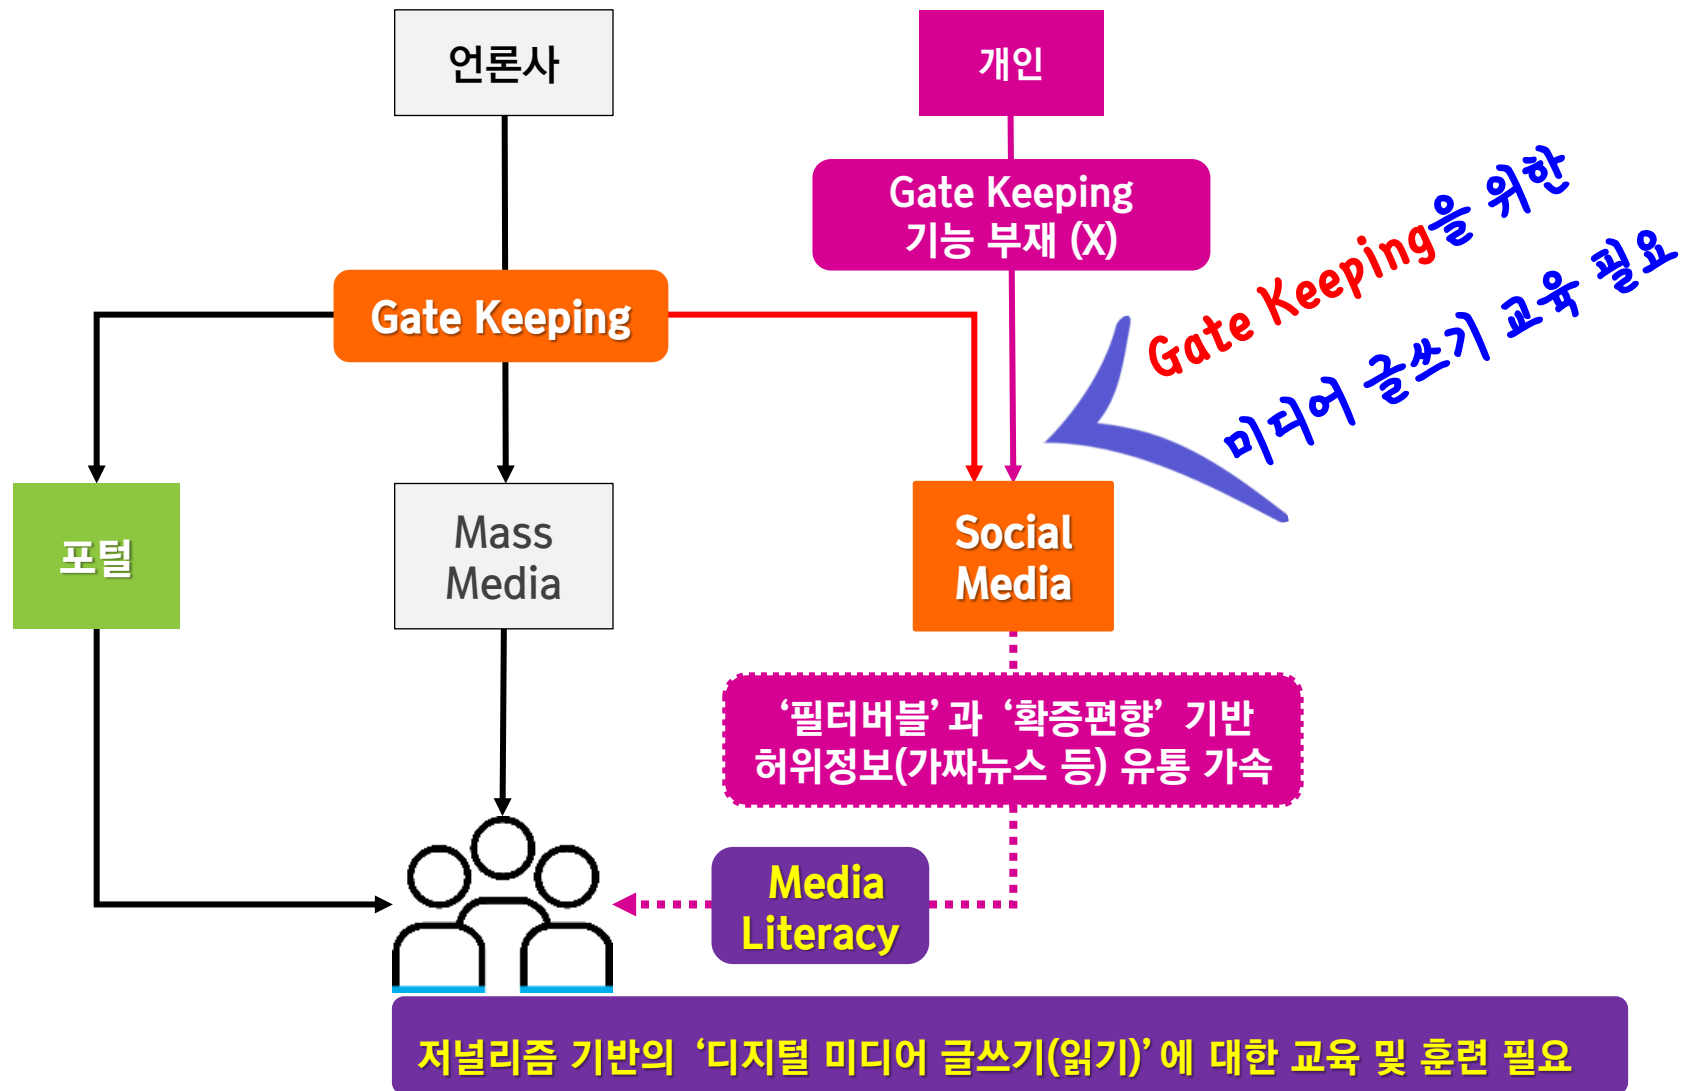 언론사
개인
Gate Keeping
기능 부재 (X)
Gate Keeping을 위한
미디어 글쓰기 교육 필요
Gate Keeping
포털
Mass
Media
Social
Media
‘필터버블’과 ‘확증편향’ 기반
허위정보(가짜뉴스 등) 유통 가속
Media
Literacy
저널리즘 기반의 ‘디지털 미디어 글쓰기(읽기)’에 대한 교육 및 훈련 필요